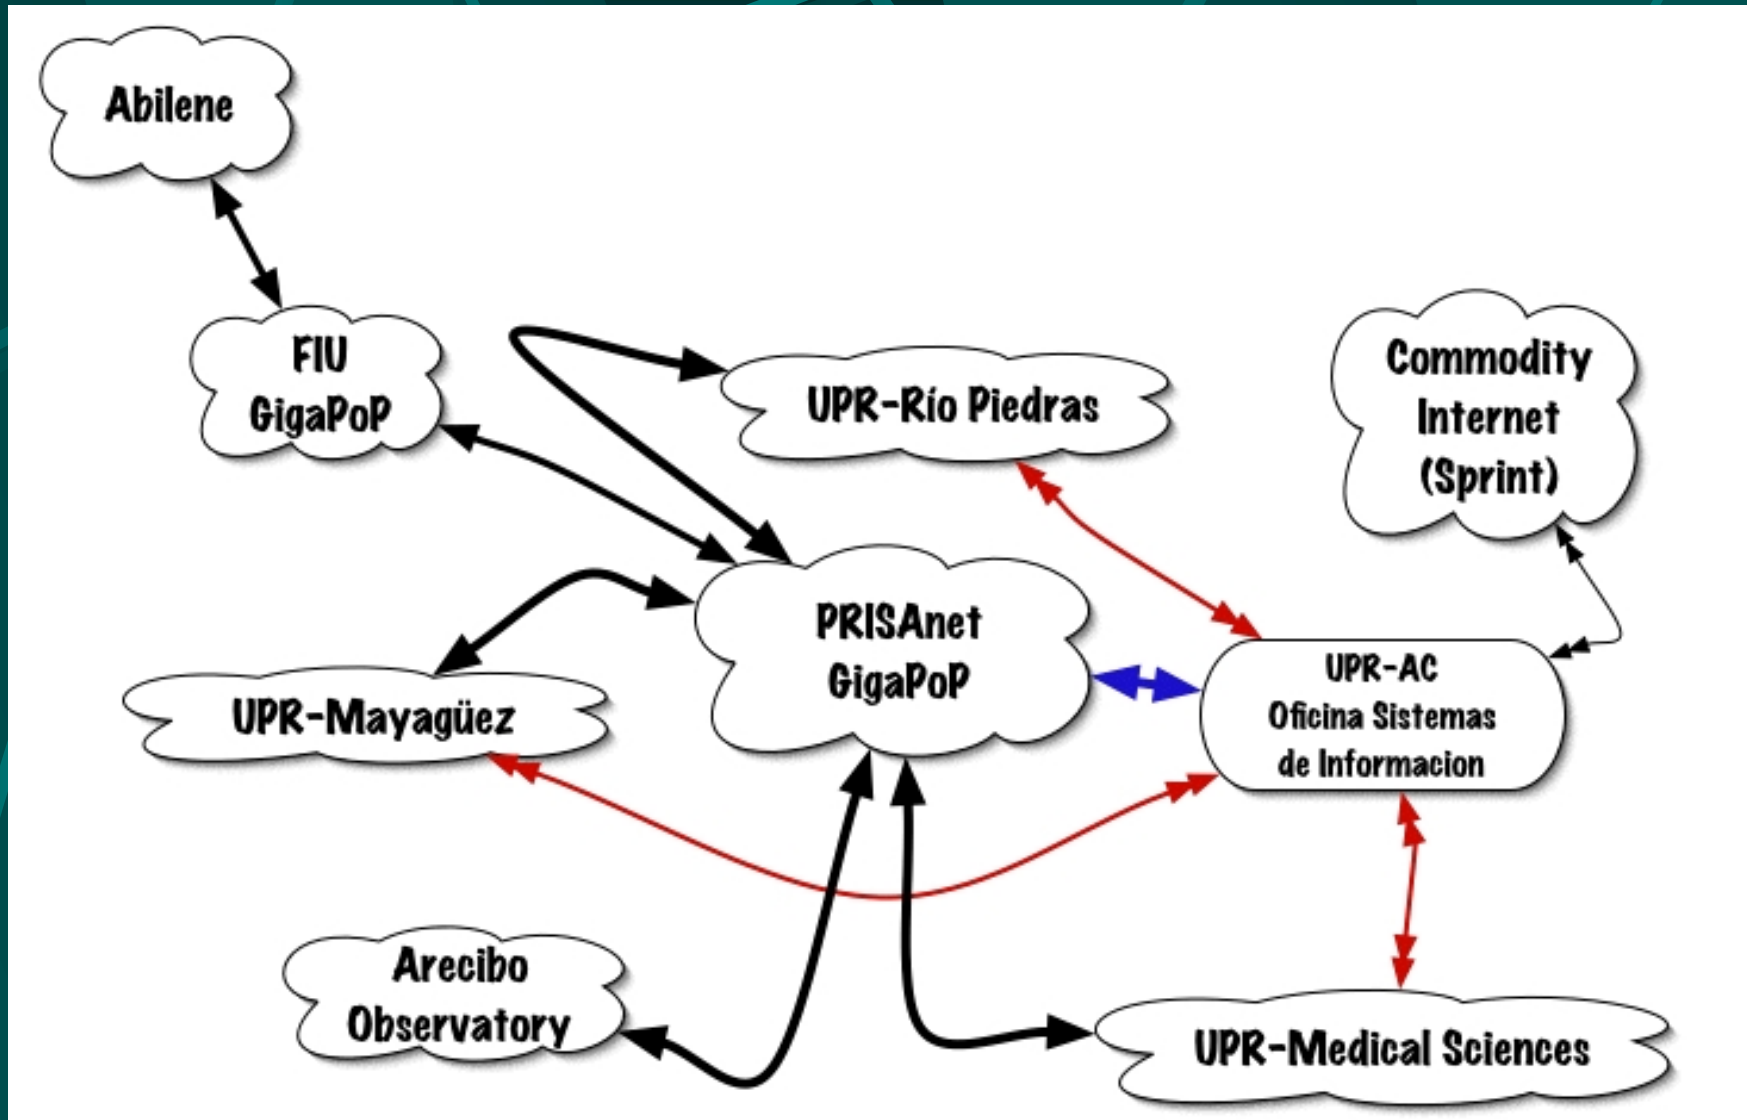 Abilene
FIU
GigaPoP
UPR-Río Piedras
Commodity
Internet
(Sprint)
PRISAnet
GigaPoP
UPR-AC
Oficina Sistemas
de Informacion
UPR-Mayagüez
Arecibo
Observatory
UPR-Medical Sciences